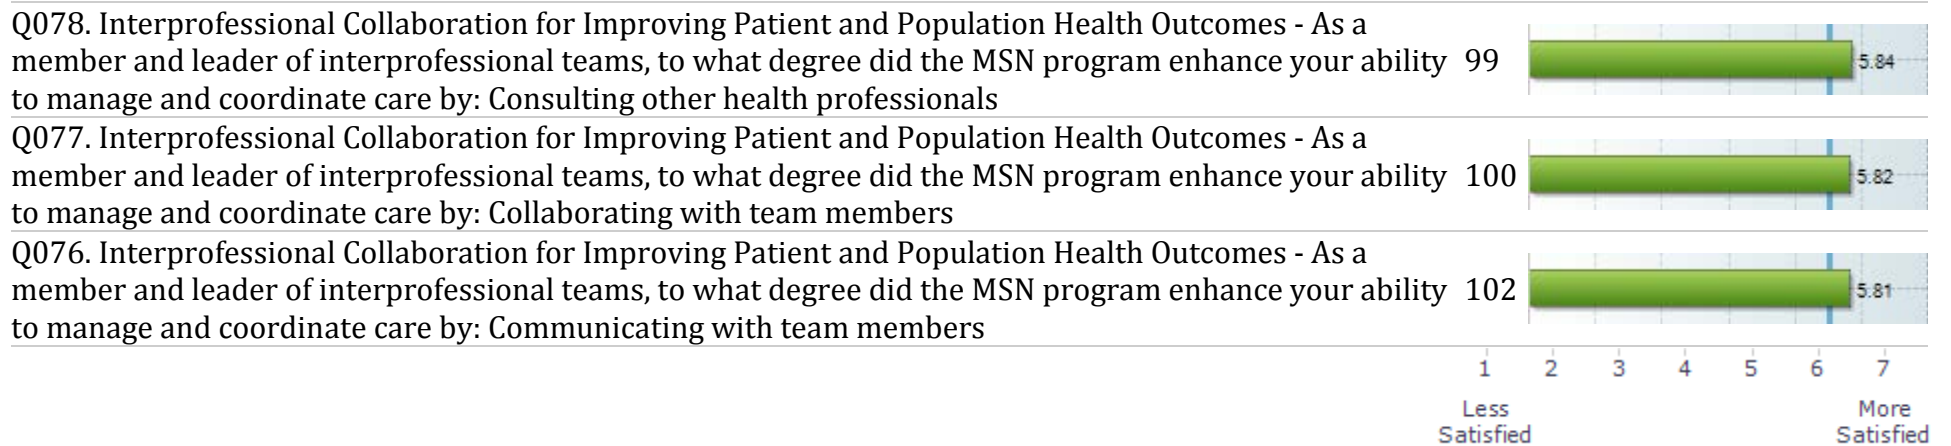 Q078. Interprofessional Collaboration for Improving Patient and Population Health Outcomes - As a
member and leader of interprofessional teams, to what degree did the MSN program enhance your ability 99 5.84
to manage and coordinate care by: Consulting other health professionals
Q077. Interprofessional Collaboration for Improving Patient and Population Health Outcomes - As a
member and leader of interprofessional teams, to what degree did the MSN program enhance your ability 100 5.82
to manage and coordinate care by: Collaborating with team members
Q076. Interprofessional Collaboration for Improving Patient and Population Health Outcomes - As a
member and leader of interprofessional teams, to what degree did the MSN program enhance your ability 102 5.81
to manage and coordinate care by: Communicating with team members
1 2 3 4 5 6 7
Less More
Satisfied Satisfied